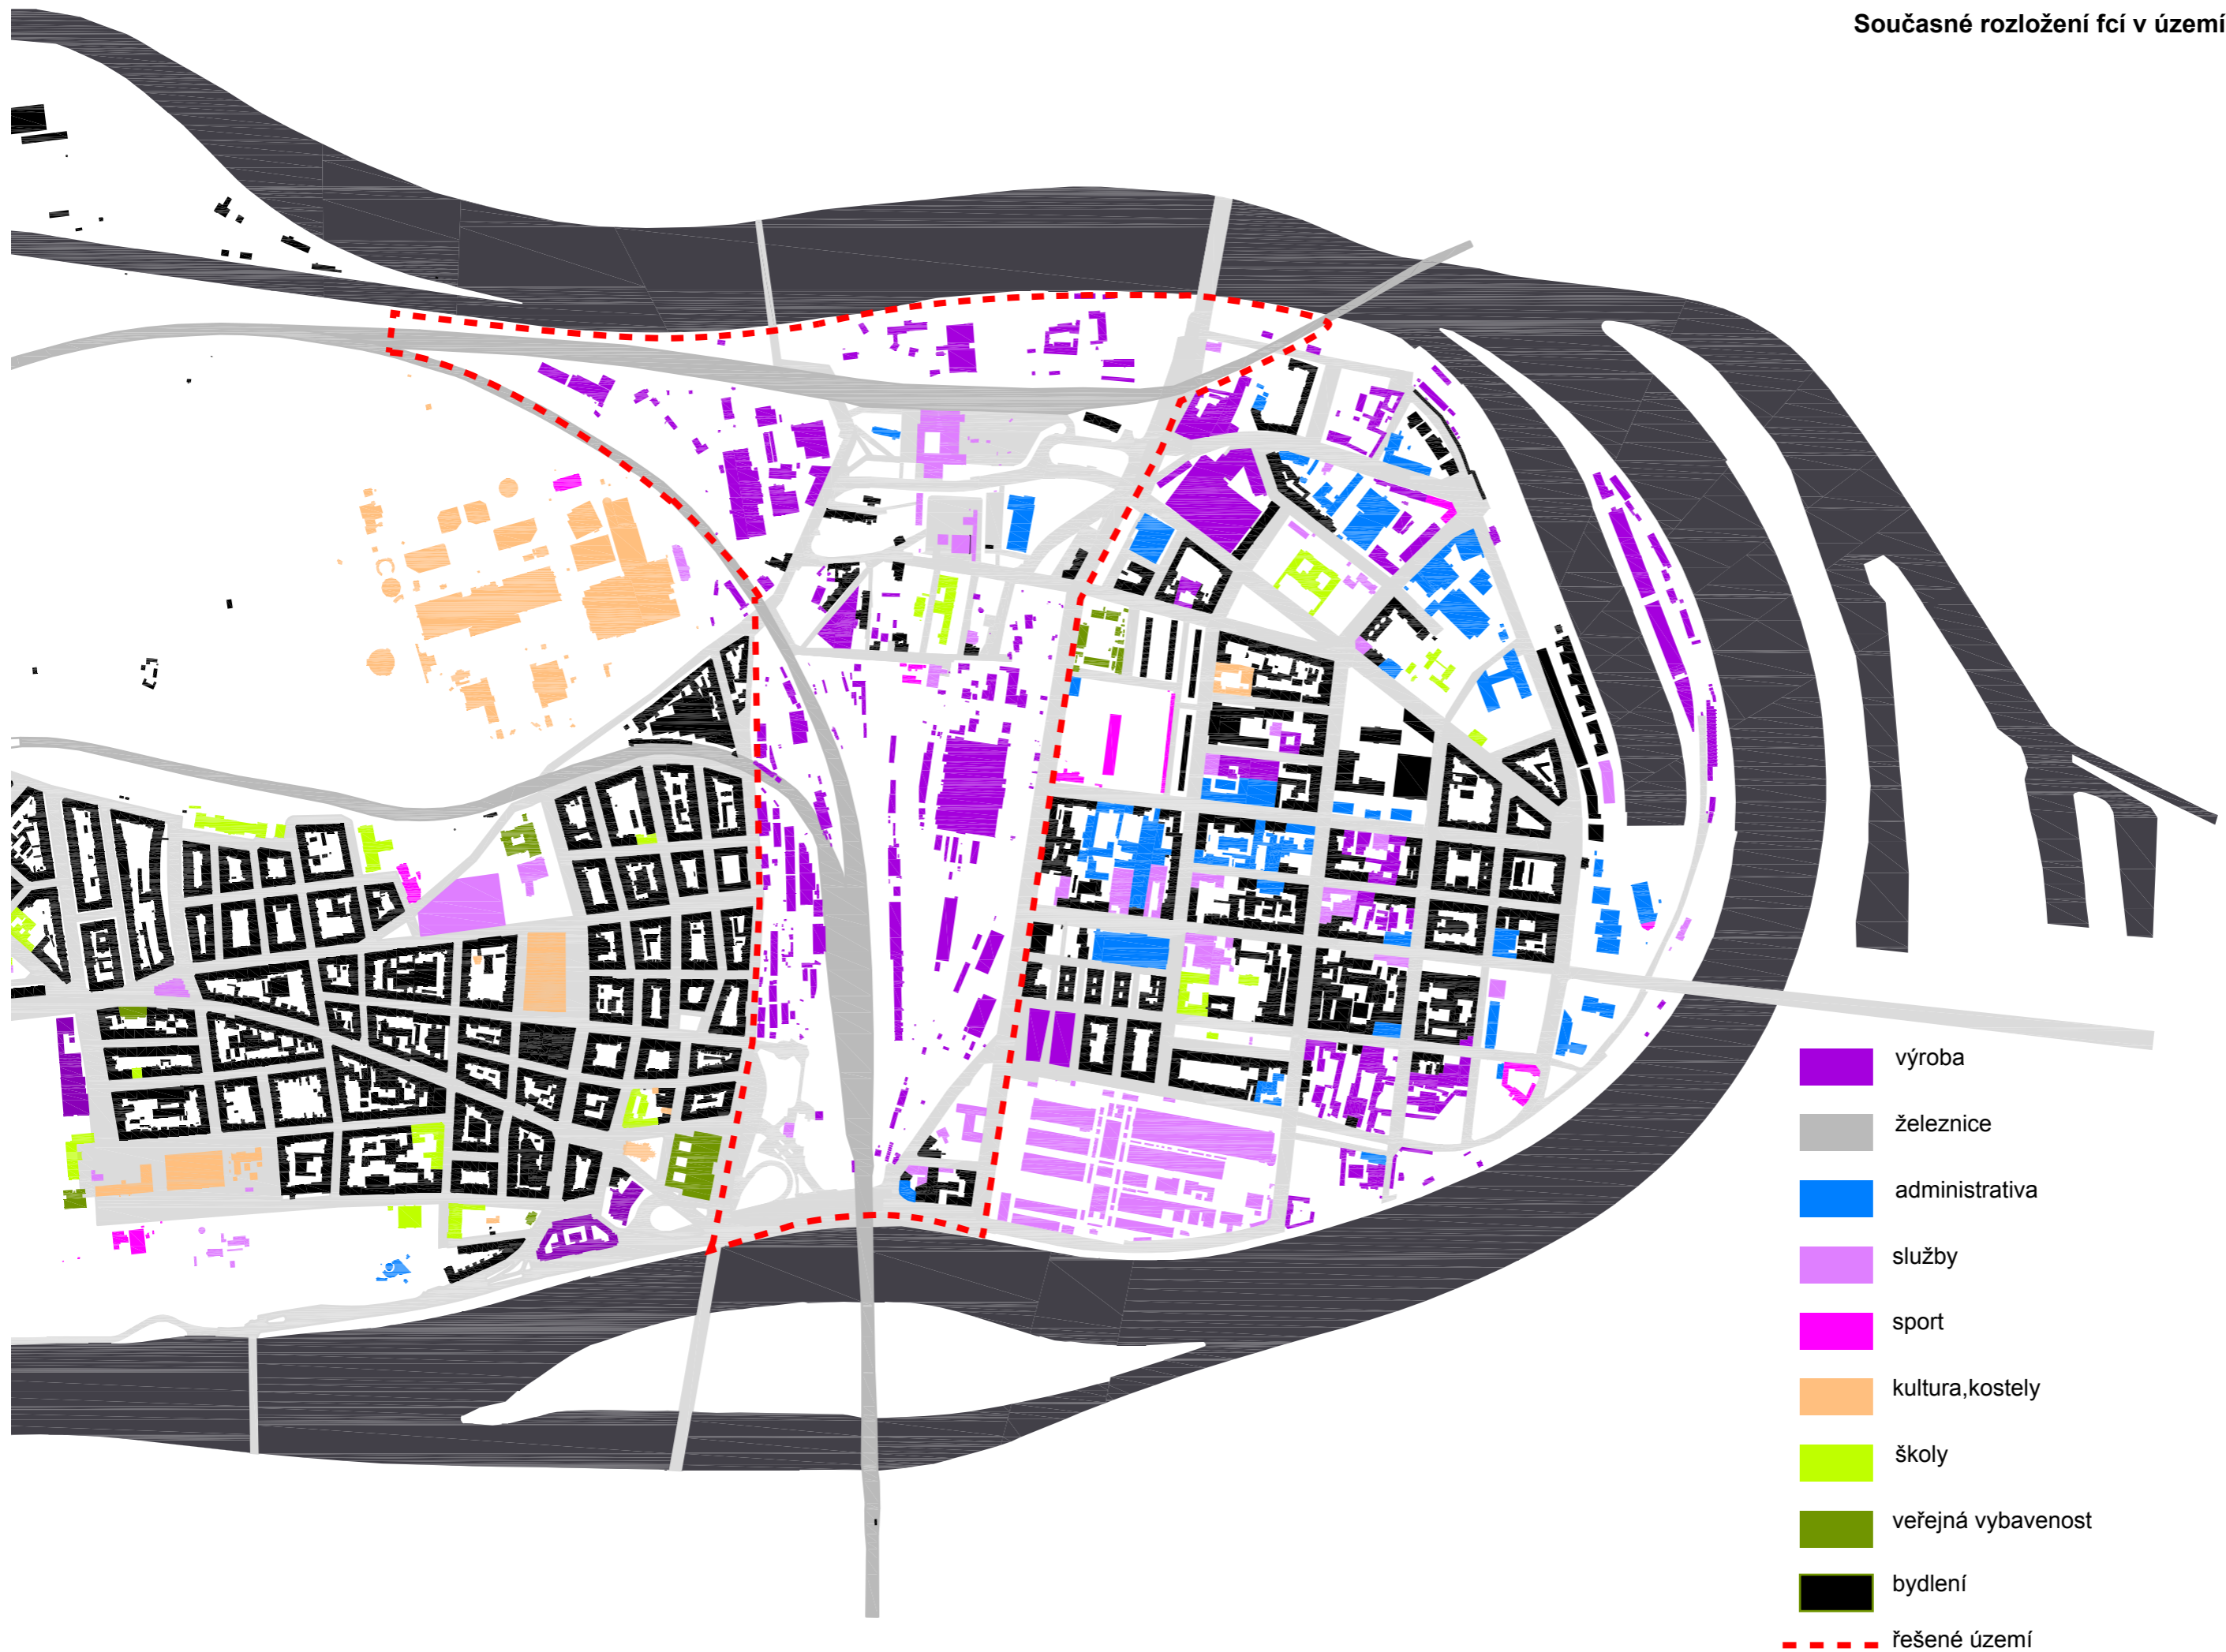 Současné rozložení fcí v území
výroba
železnice
administrativa
služby
sport
kultura,kostely
školy
veřejná vybavenost
bydlení
řešené území